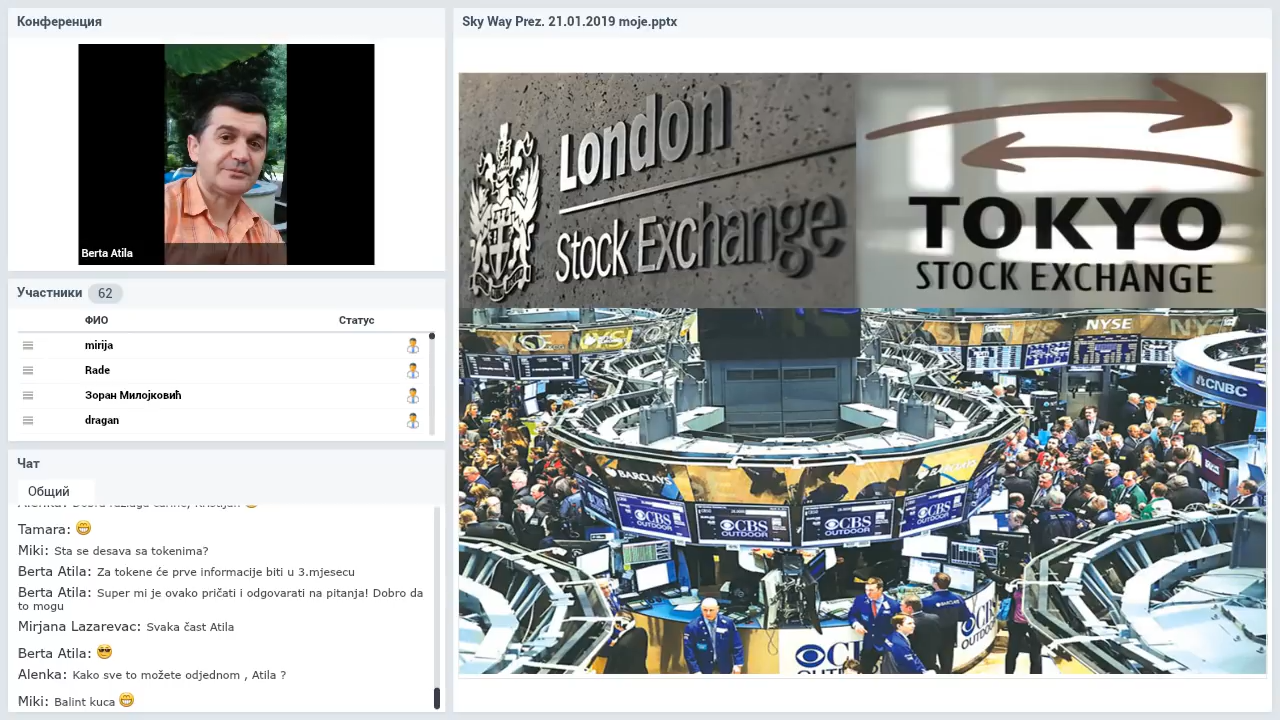 Конференция
Berta Atila
Участники 62
ФИО Статус
mirija
Rade
Зоран Милојковић
dragan
Чат
Общий
Tamara:
Miki: Sta se desava sa tokenima?
Berta Atila: Za tokene će prve informacije biti u 3.mjesecu
Berta Atila: Super mi je ovako pričati i odgovarati na pitanja! Dobro da
to mogu
Mirjana Lazarevac: Svaka čast Atila
Berta Atila:
Alenka: Kako sve to možete odjednom , Atila ?
Miki: Balint kuca
Sky Way Prez. 21.01.2019 moje.pptx
London
Stock Exchange
TOKYO
STOCK EXCHANGE
NYSE
CNBC
BARCLAYS
Barclays
CBS
OUTDOOR
CBS
OUTDOOR
CBS
OUTDOOR
CBS
OUTDOOR
CBS
CBS